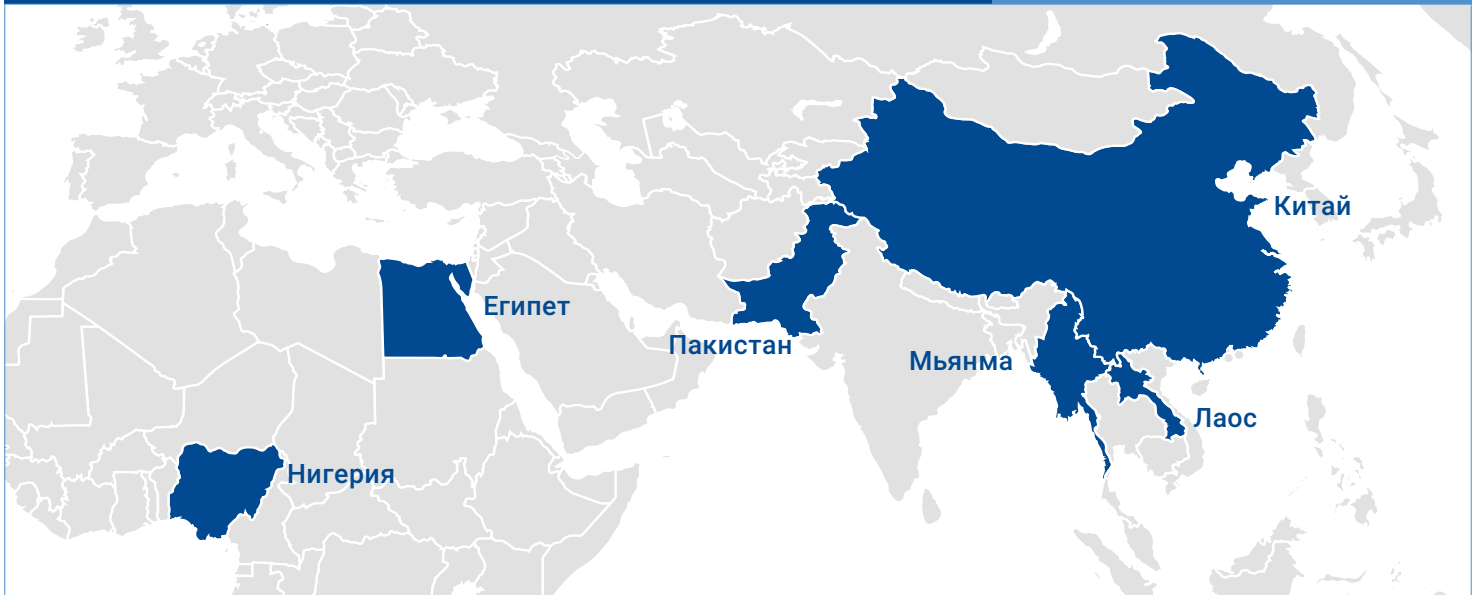 Китай
Египет
Пакистан
Мьянма
Лаос
Нигерия